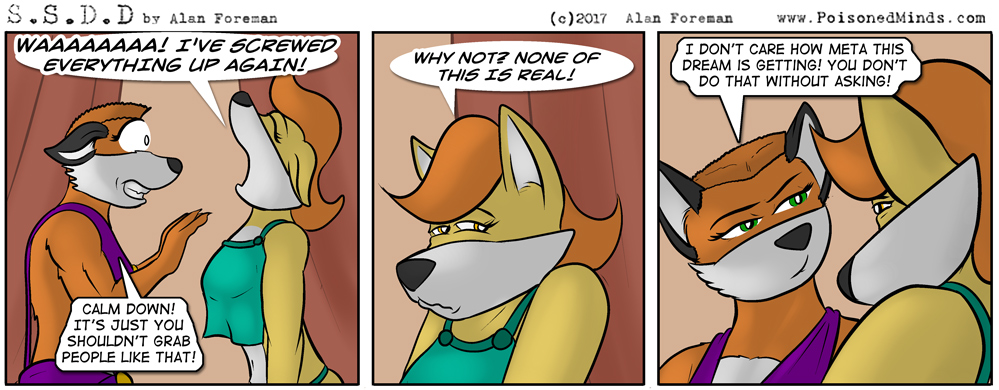 S.S.D.D by Alan Foreman (c)2017 Alan Foreman www.PoisonedMinds.com
WAAAAAAAA! I'VE SCREWED
EVERYTHING UP AGAIN!
CALM DOWN!
IT'S JUST YOU
SHOULDN'T GRAB
PEOPLE LIKE THAT!
WHY NOT? NONE OF
THIS IS REAL!
I DON'T CARE HOW META THIS
DREAM IS GETTING! YOU DON'T
DO THAT WITHOUT ASKING!